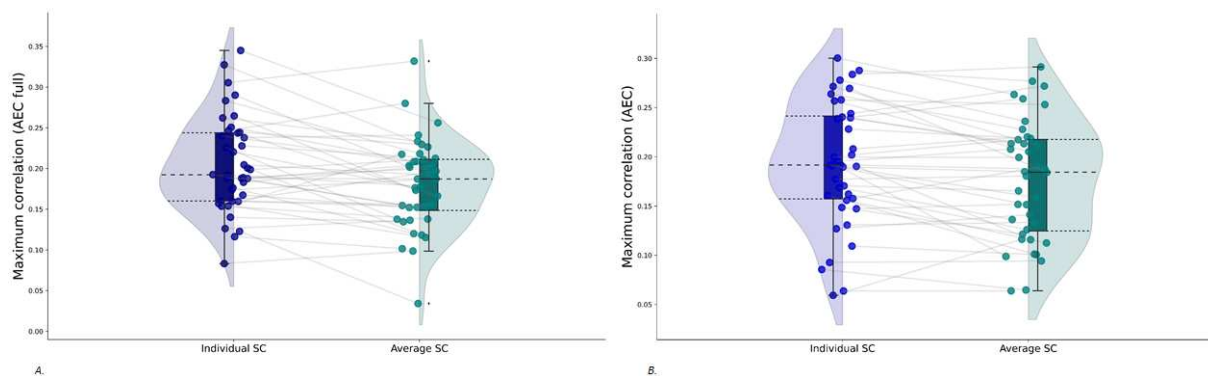 Maximum correlation (AEC full)
0.35
0.30
0.25
0.20
0.15
0.10
0.05
0.00
Individual SC
Average SC
A.
Maximum correlation (AEC)
0.30
0.25
0.20
0.15
0.10
0.05
Individual SC
Average SC
B.